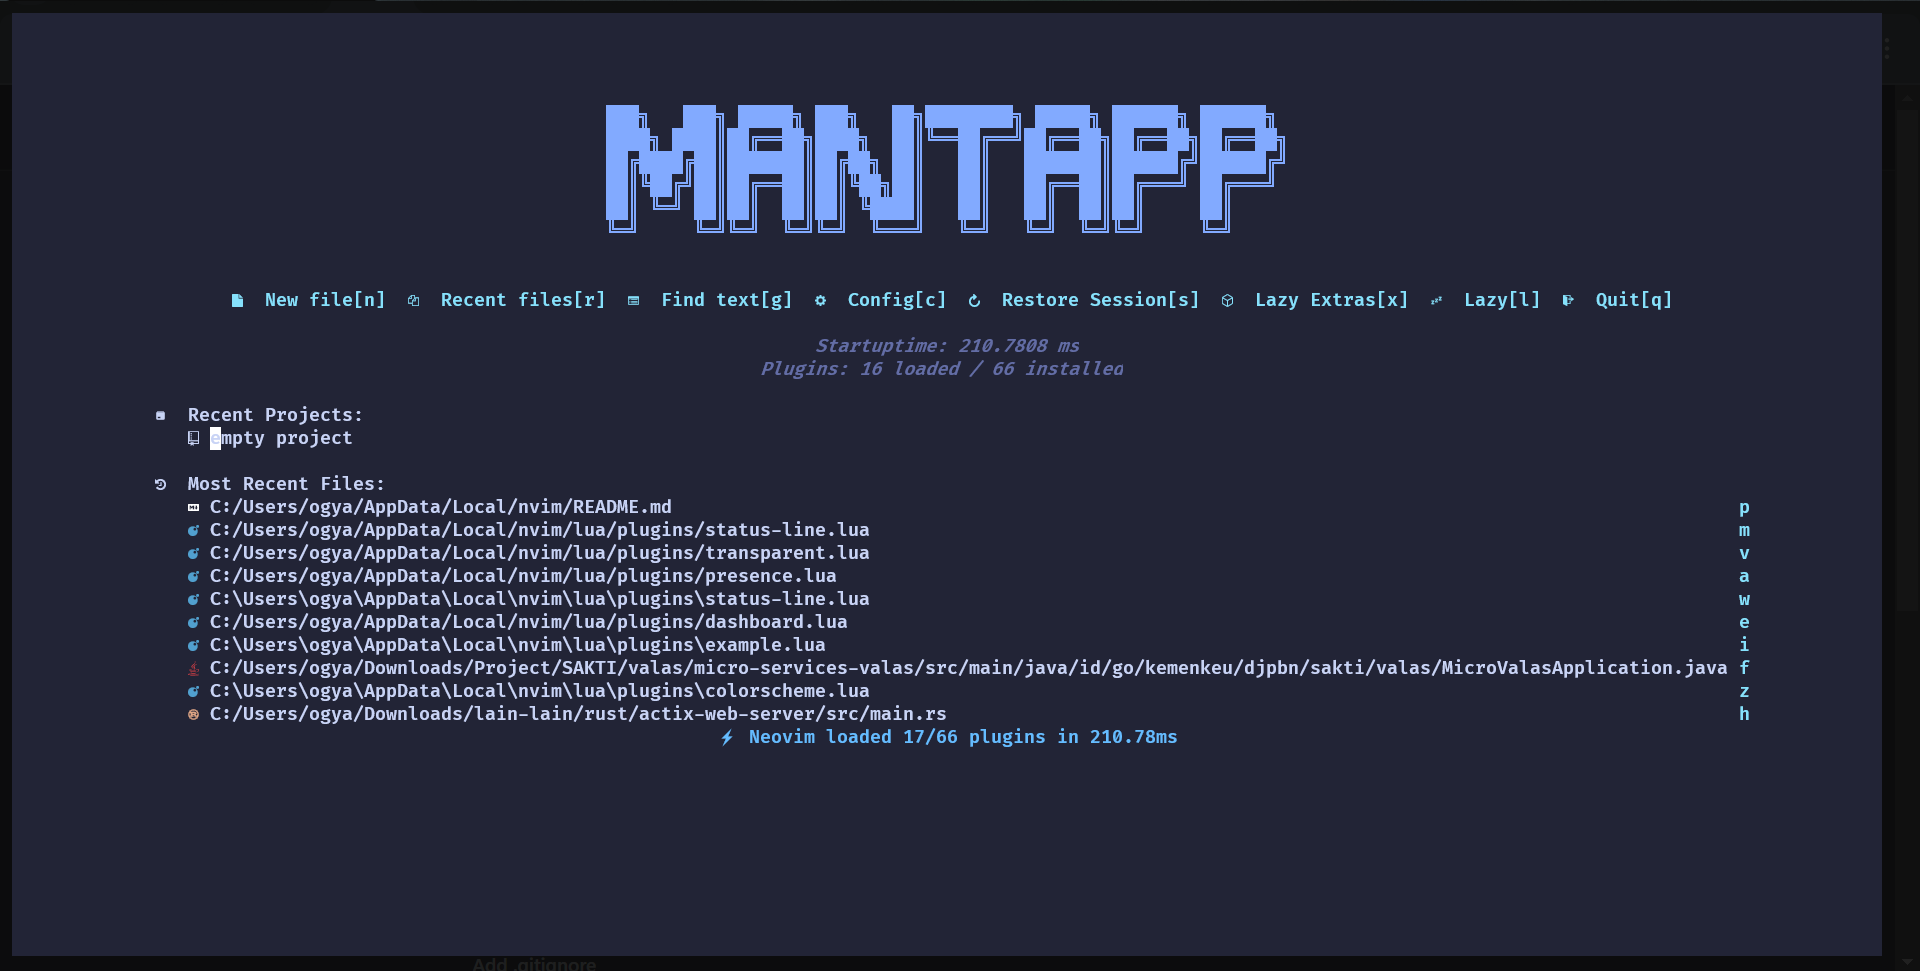 MANTAPP
New file[n] Recent files[r] Find text[g] Config[c] Restore Session[s] Lazy Extras[x] Lazy[l] Quit[q]
Startuptime: 210.7808 ms
Plugins: 16 loaded / 66 installed
Recent Projects:
empty project
Most Recent Files:
C:/Users/ogya/AppData/Local/nvim/README.md p
C:/Users/ogya/AppData/Local/nvim/lua/plugins/status-line.lua m
C:/Users/ogya/AppData/Local/nvim/lua/plugins/transparent.lua v
C:/Users/ogya/AppData/Local/nvim/lua/plugins/presence.lua a
C:\Users\ogya\AppData\Local\nvim\lua\plugins\status-line.lua w
C:/Users/ogya/AppData/Local/nvim/lua/plugins/dashboard.lua e
C:\Users\ogya\AppData\Local\nvim\lua\plugins\example.lua i
C:/Users/ogya/Downloads/Project/SAKTI/valas/micro-services-valas/src/main/java/id/go/kemenkeu/djpbn/sakti/valas/MicroValasApplication.java f
C:\Users\ogya\AppData\Local\nvim\lua\plugins\colorscheme.lua z
C:/Users/ogya/Downloads/lain-lain/rust/actix-web-server/src/main.rs h
Neovim loaded 17/66 plugins in 210.78ms
Add .gitignore